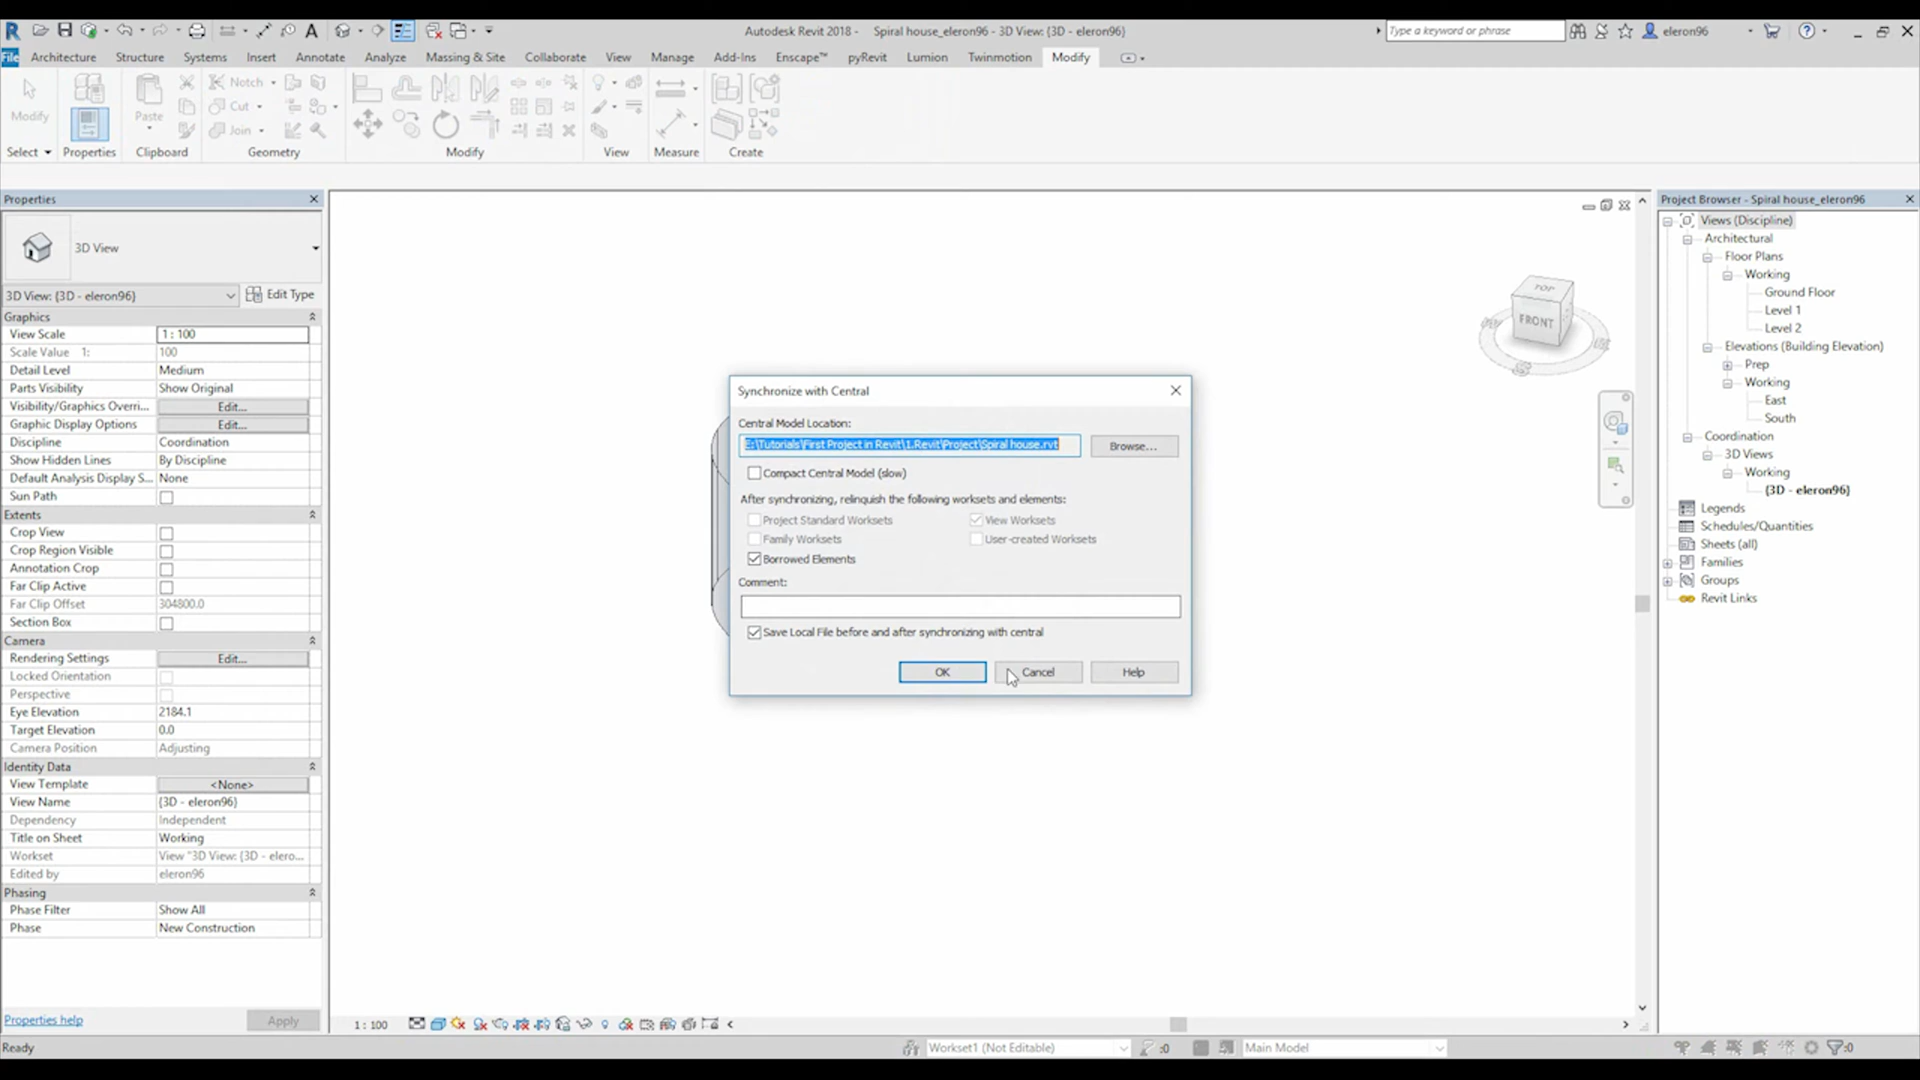 Autodesk Revit 2018 - Spiral house_eleron96 - 3D View: {3D - eleron96}
Type a keyword or phrase
eleron96
File Architecture Structure Systems Insert Annotate Analyze Massing & Site Collaborate View Manage Add-Ins Enscape™ pyRevit Lumion Twinmotion Modify
Notch
Cut
Modify Paste
Join
Select Properties Clipboard Geometry Modify View Measure Create
Properties
3D View
3D View: {3D - eleron96} Edit Type
Graphics
View Scale 1 : 100
Scale Value 1: 100
Detail Level Medium
Parts Visibility Show Original
Visibility/Graphics Overri... Edit...
Graphic Display Options Edit...
Discipline Coordination
Show Hidden Lines By Discipline
Default Analysis Display S... None
Sun Path
Extents
Crop View
Crop Region Visible
Annotation Crop
Far Clip Active
Far Clip Offset 304800.0
Section Box
Camera
Rendering Settings Edit...
Locked Orientation
Perspective
Eye Elevation 2184.1
Target Elevation 0.0
Camera Position Adjusting
Identity Data
View Template <None>
View Name {3D - eleron96}
Dependency Independent
Title on Sheet Working
Workset View "3D View: {3D - elero...
Edited by eleron96
Phasing
Phase Filter Show All
Phase New Construction
Properties help Apply
TOP
FRONT
Synchronize with Central
Central Model Location:
E:\Tutorials\First Project in Revit\1.Revit\Project\Spiral house.rvt Browse...
Compact Central Model (slow)
After synchronizing, relinquish the following worksets and elements:
Project Standard Worksets View Worksets
Family Worksets User-created Worksets
Borrowed Elements
Comment:
Save Local File before and after synchronizing with central
OK Cancel Help
Project Browser - Spiral house_eleron96
Views (Discipline)
Architectural
Floor Plans
Working
Ground Floor
Level 1
Level 2
Elevations (Building Elevation)
Prep
Working
East
South
Coordination
3D Views
Working
{3D - eleron96}
Legends
Schedules/Quantities
Sheets (all)
Families
Groups
Revit Links
1 : 100
Ready Workset1 (Not Editable) :0 Main Model :0